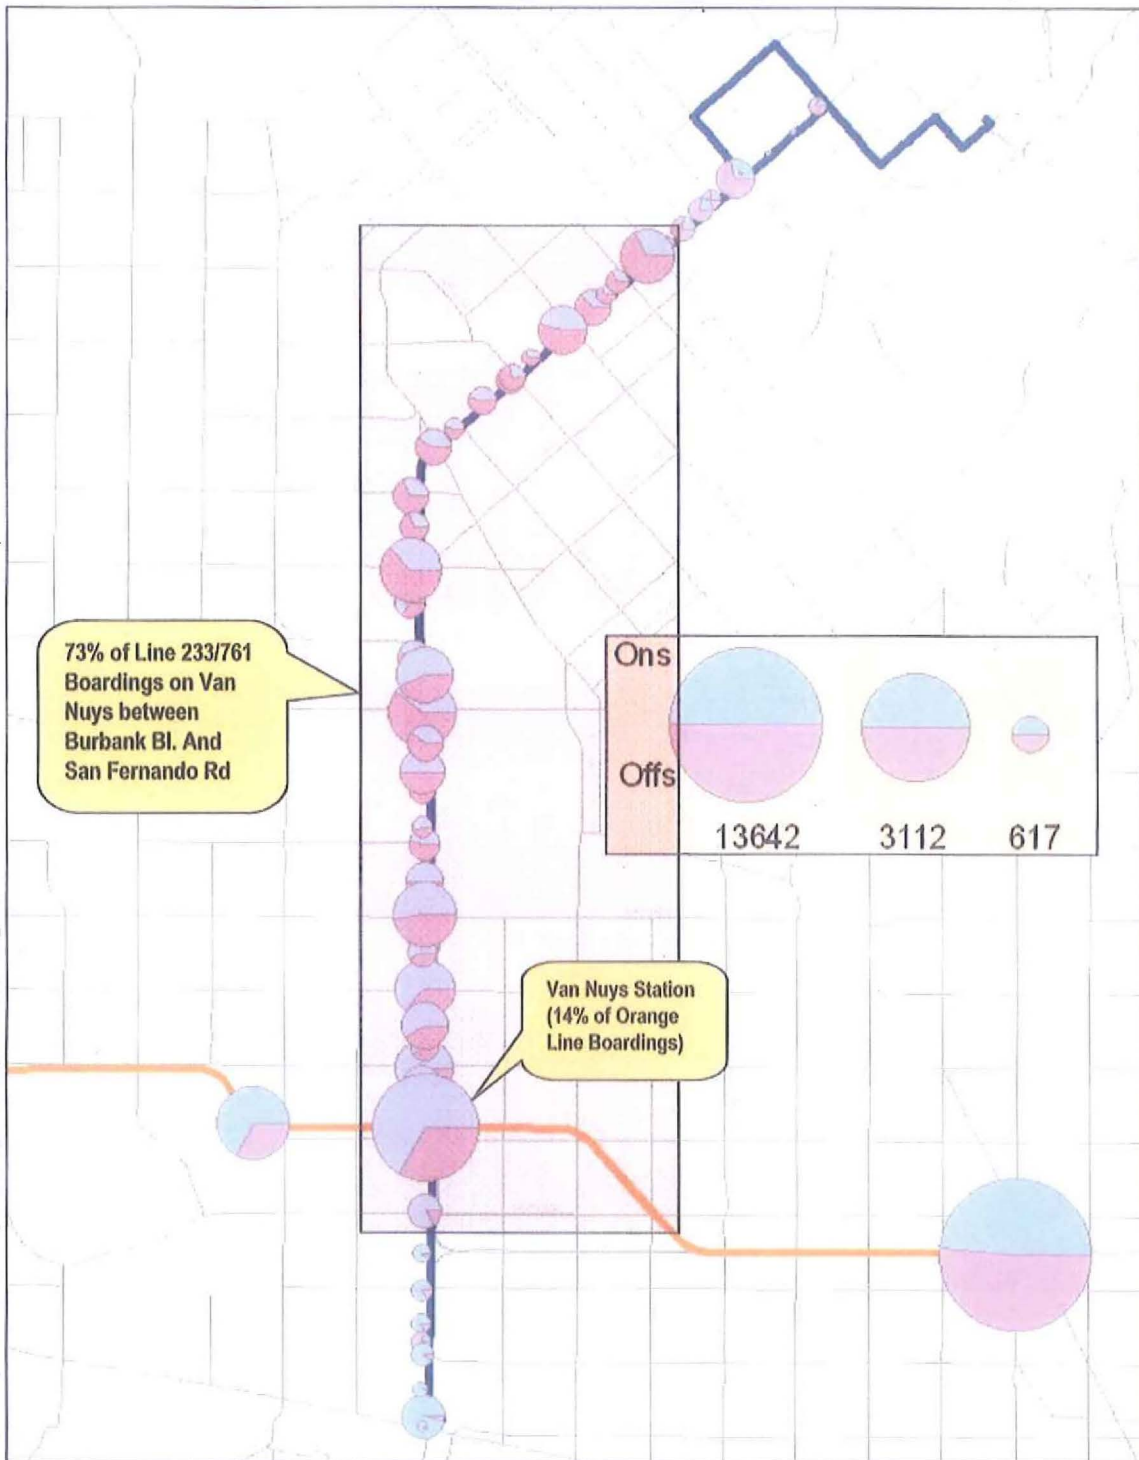 73% of Line 233/761
Boardings on Van
Nuys between
Burbank Bl. And
San Fernando Rd
Ons
Offs
13642
3112
617
Van Nuys Station
(14% of Orange
Line Boardings)